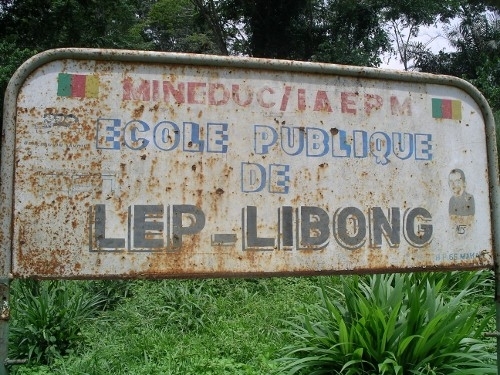 MINEDUC/IAEPM
ECOLE PUBLIQUE
DE
LEP-LIBONG